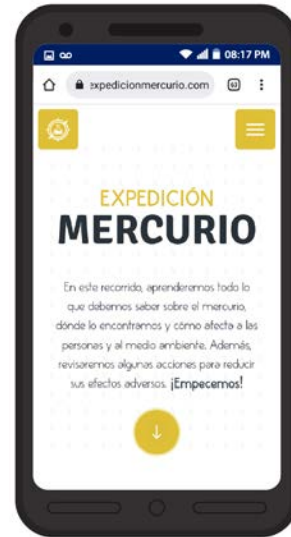 08:17 PM
expedicionmercurio.com
EXPEDICIÓN
MERCURIO
En este recorrido, aprenderemos todo lo
que debemos saber sobre el mercurio,
dónde lo encontramos y cómo afecta a las
personas y al medio ambiente. Además,
revisaremos algunas acciones para reducir
sus efectos adversos. ¡Empecemos!